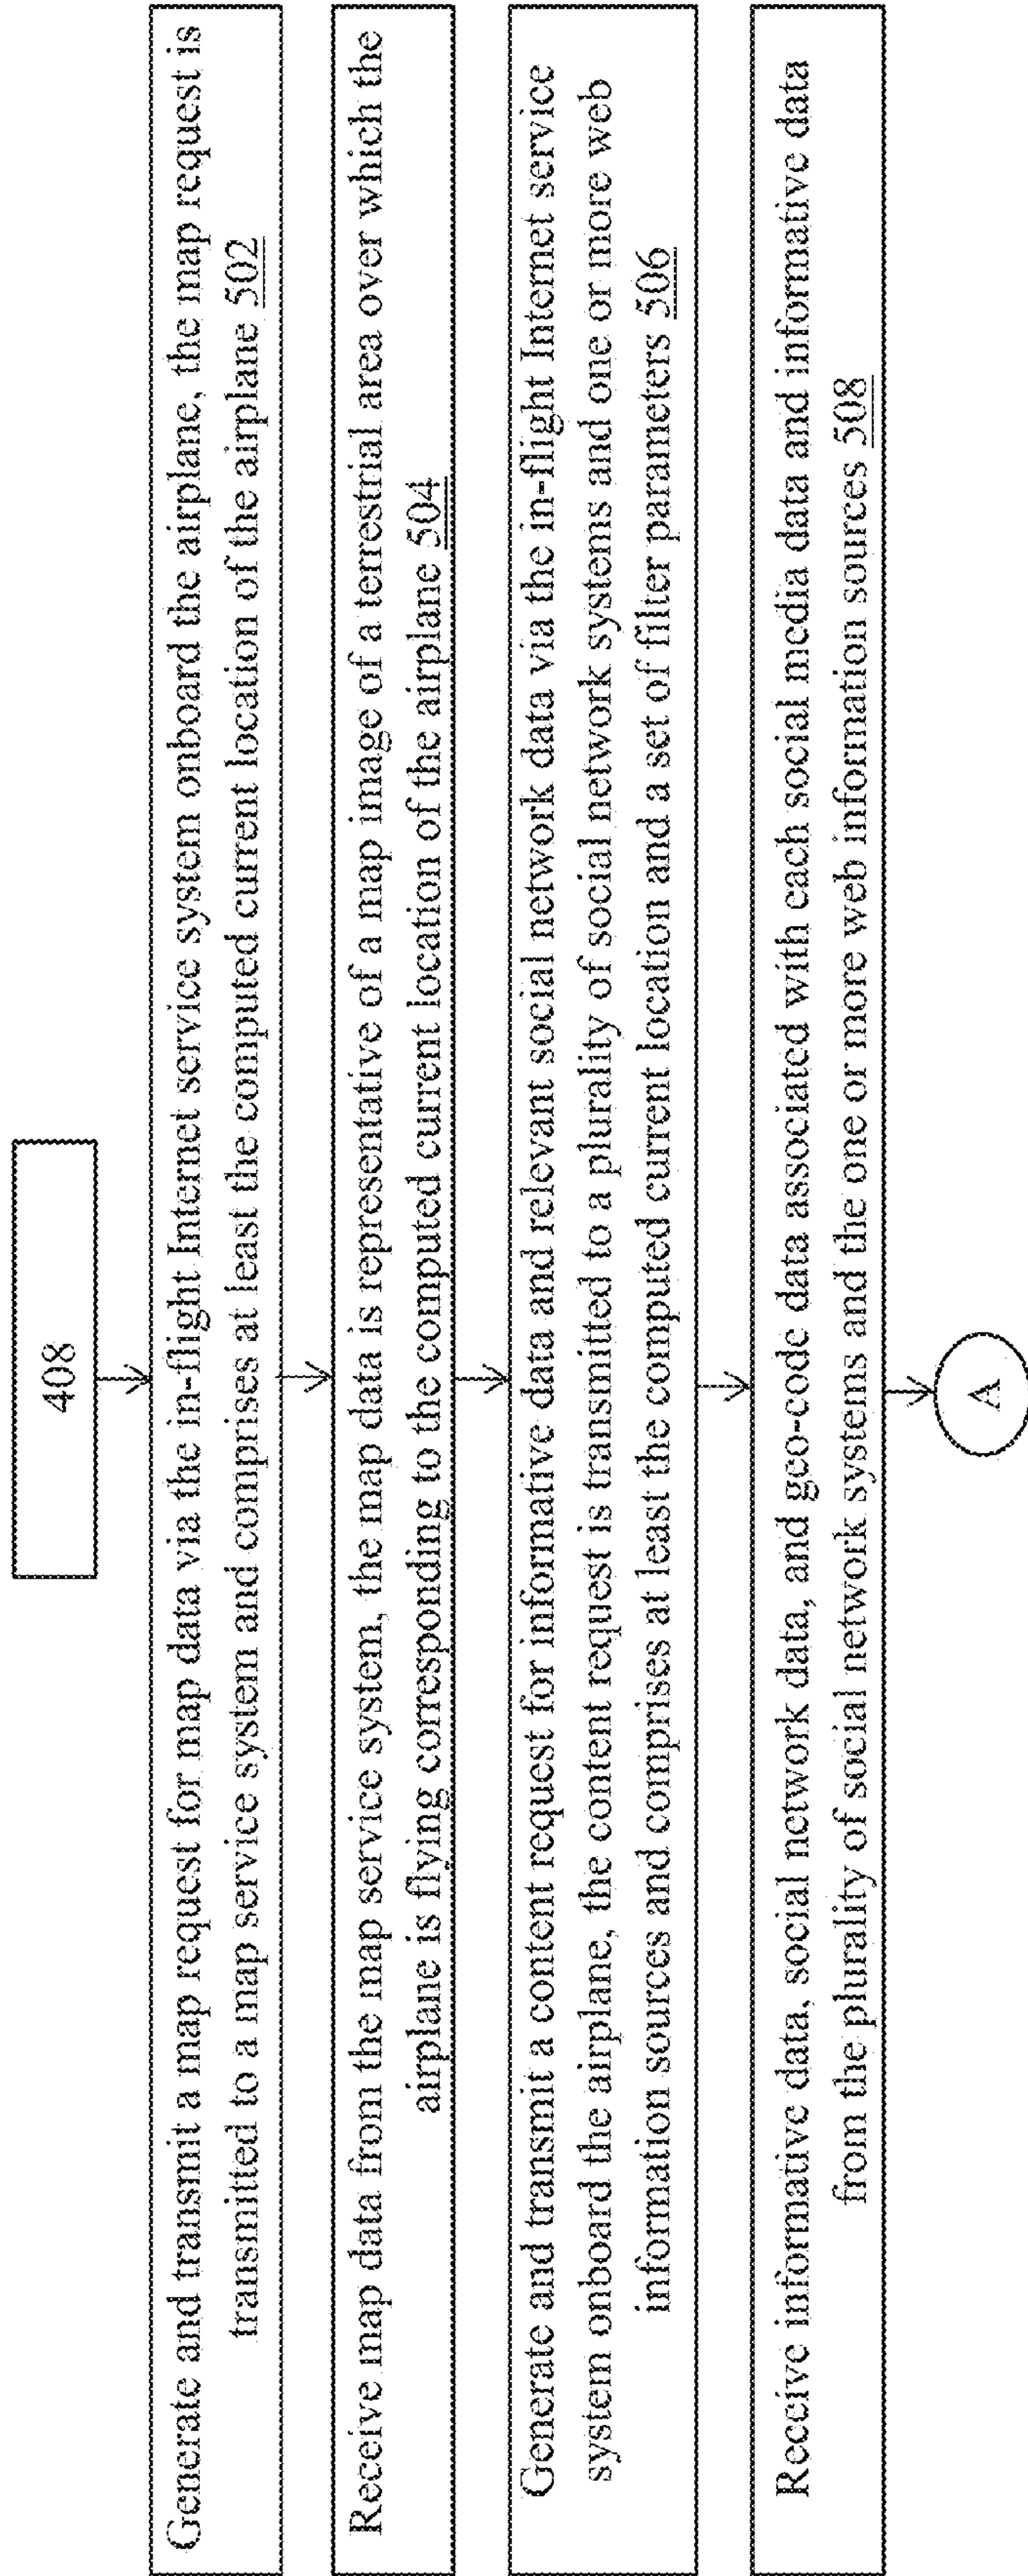 408
Generate and transmit a map request for map data via the in-flight Internet service system onboard the airplane, the map request is
transmitted to a map service system and comprises at least the computed current location of the airplane 502
Receive map data from the map service system, the map data is representative of a map image of a terrestrial area over which the
airplane is flying corresponding to the computed current location of the airplane 504
Generate and transmit a content request for informative data and relevant social network data via the in-flight Internet service
system onboard the airplane, the content request is transmitted to a plurality of social network systems and one or more web
information sources and comprises at least the computed current location and a set of filter parameters 506
Receive informative data, social network data, and geo-code data associated with each social media data and informative data
from the plurality of social network systems and the one or more web information sources 508
A